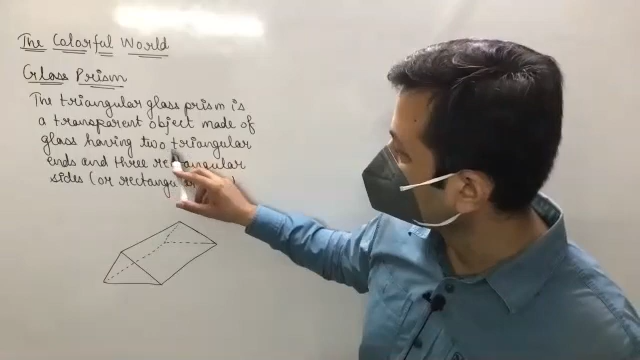 The Colorful World
Glass Prism
The triangular glass prism is
a transparent object made of
glass having two triangular
ends and three rectangular
sides (or